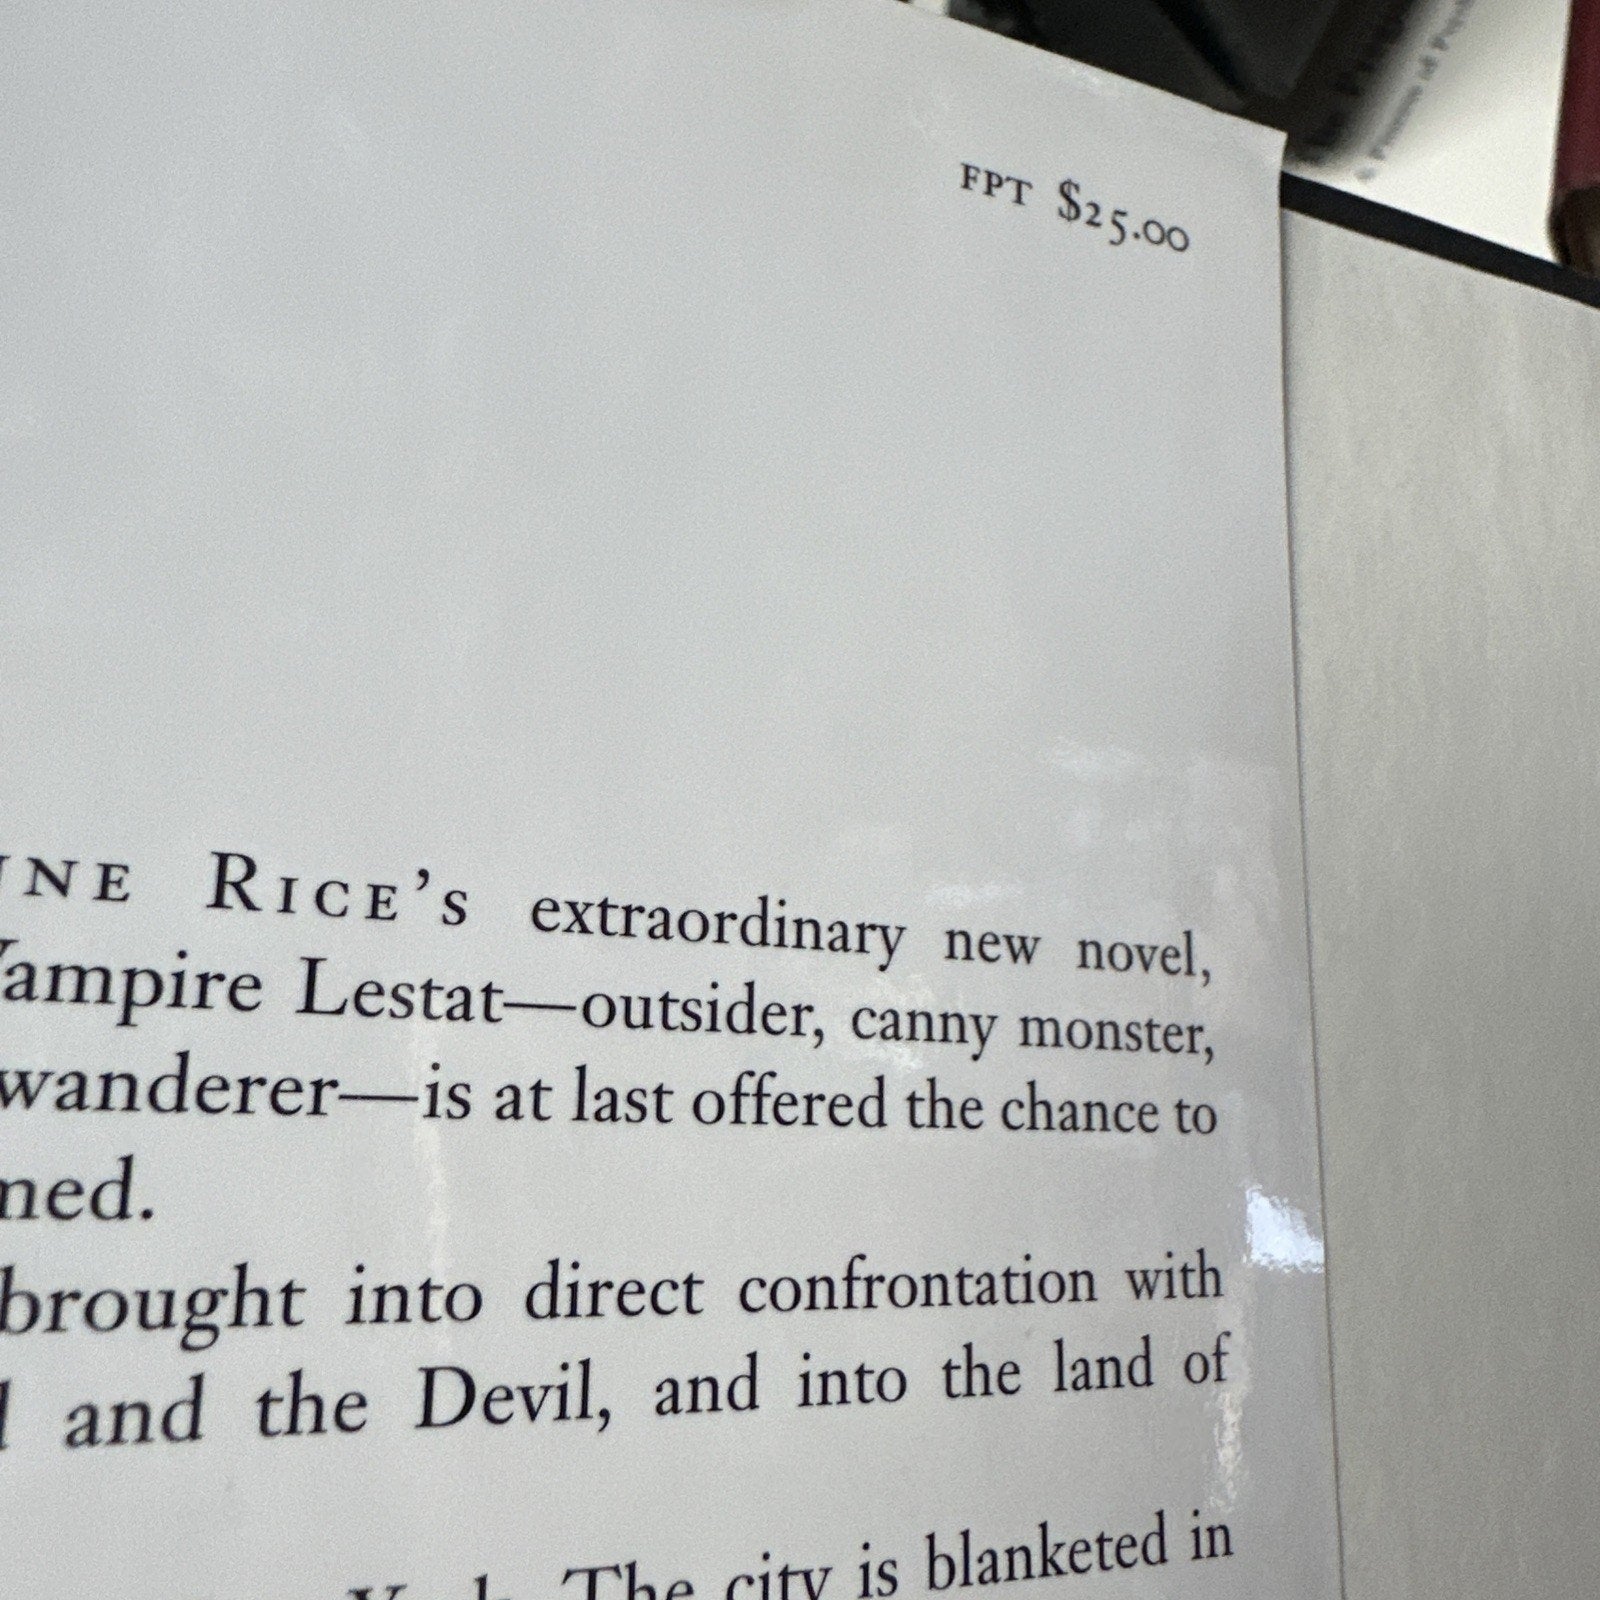 FPT $25.00
NE RICE's extraordinary new novel,
Vampire Lestat—outsider, canny monster,
wanderer—is at last offered the chance to
ned.
brought into direct confrontation with
and the Devil, and into the land of
The city is blanketed in